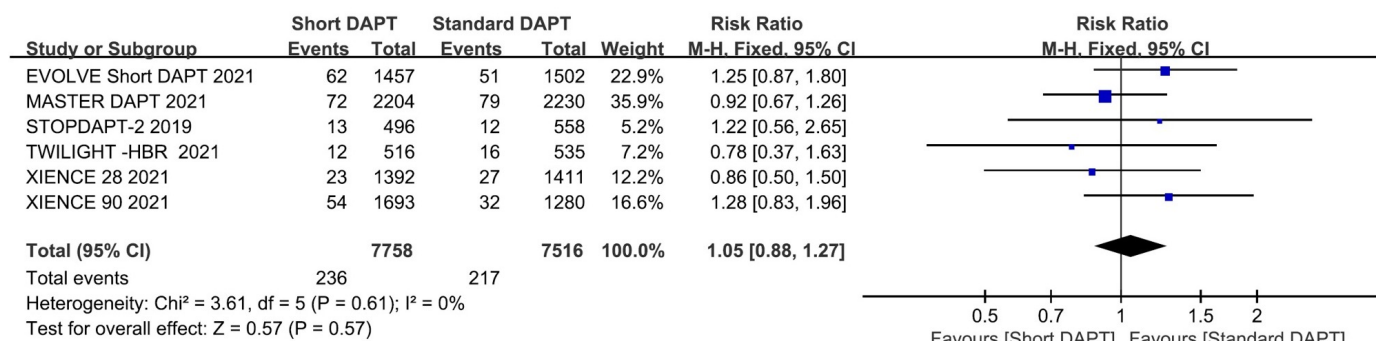 Short DAPT Standard DAPT Risk Ratio Risk Ratio
Study or Subgroup Events Total Events Total Weight M-H, Fixed, 95% CI M-H, Fixed, 95% CI
EVOLVE Short DAPT 2021 62 1457 51 1502 22.9% 1.25 [0.87, 1.80]
MASTER DAPT 2021 72 2204 79 2230 35.9% 0.92 [0.67, 1.26]
STOPDAPT-2 2019 13 496 12 558 5.2% 1.22 [0.56, 2.65]
TWILIGHT -HBR 2021 12 516 16 535 7.2% 0.78 [0.37, 1.63]
XIENCE 28 2021 23 1392 27 1411 12.2% 0.86 [0.50, 1.50]
XIENCE 90 2021 54 1693 32 1280 16.6% 1.28 [0.83, 1.96]
Total (95% CI) 7758 7516 100.0% 1.05 [0.88, 1.27]
Total events 236 217
Heterogeneity: Chi² = 3.61, df = 5 (P = 0.61); I² = 0%
Test for overall effect: Z = 0.57 (P = 0.57)
0.5 0.7 1 1.5 2
Favours [Short DAPT] Favours [Standard DAPT]